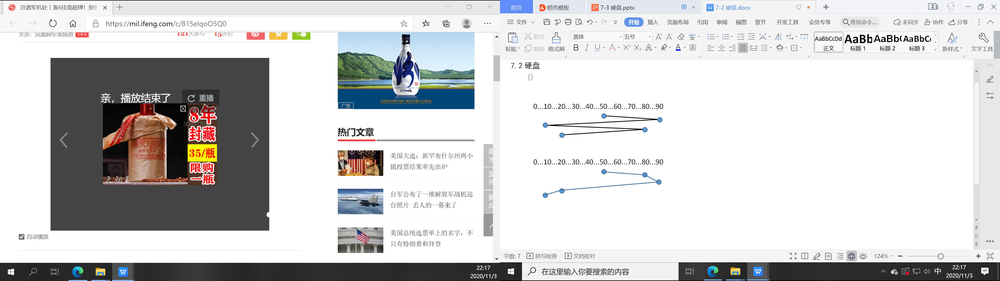 汾酒军机处丨轰6挂高超弹！别怕
https://mil.ifeng.com/c/815elqoO5Q0
来源：凤凰网军事频道 大风号
121人参与 15评论
亲，播放结束了 重播
关闭广告
8年
封藏
35/瓶
限购
一瓶
原浆1983
自动播放
CHINA
广告
热门文章
美国大选：新罕布什尔州两小
镇投票结果率先出炉
台军公布了一堆解放军战机巡
台照片 丢人的一幕来了
美国总统选票单上的名字，不
只有特朗普和拜登
22:17
2020/11/3
首页 稻壳模板 7-3 硬盘.pptx 7-2 硬盘.docx 2
文件 开始 插入 页面布局 引用 审阅 视图 章节 开发工具 会员专享 查找命令... 未同步 协作 分享
粘贴 剪切 复制 格式刷
黑体 五号
AaBbCcDd 正文 AaBb 标题 1 AaBb( 标题 2 AaBbC 标题 3 新样式 文字工具
7.2 硬盘
{}
0...10...20...30...40...50...60...70...80...90
0...10...20...30...40...50...60...70...80...90
字数: 7 拼写检查 文档校对 124%
在这里输入你要搜索的内容
中
22:17
2020/11/3